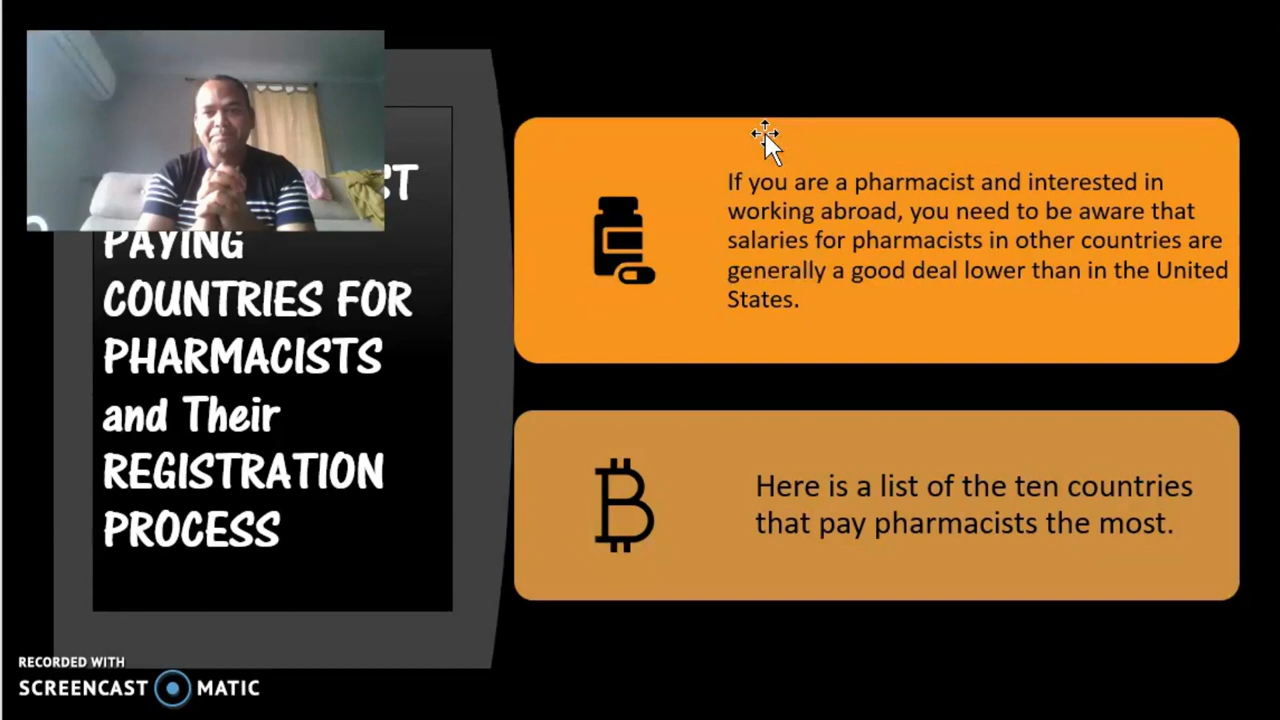 PAYING
COUNTRIES FOR
PHARMACISTS
and Their
REGISTRATION
PROCESS
If you are a pharmacist and interested in
working abroad, you need to be aware that
salaries for pharmacists in other countries are
generally a good deal lower than in the United
States.
Here is a list of the ten countries
that pay pharmacists the most.
RECORDED WITH
SCREENCAST MATIC